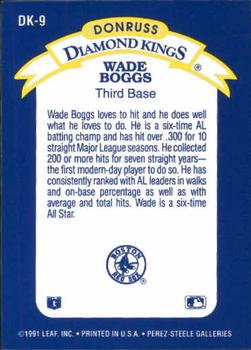 DK-9
DONRUSS
DIAMOND KINGS
®
WADE
BOGGS
Third Base
Wade Boggs loves to hit and he does well
what he loves to do. He is a six-time AL
batting champ and has hit over .300 for 10
straight Major League seasons. He collected
200 or more hits for seven straight years—
the first modern-day player to do so. He has
consistently ranked with AL leaders in walks
and on-base percentage as well as with
average and total hits. Wade is a six-time
All Star.
BOSTON
RED SOX
©1991 LEAF, INC. • PRINTED IN U.S.A. • PEREZ-STEELE GALLERIES